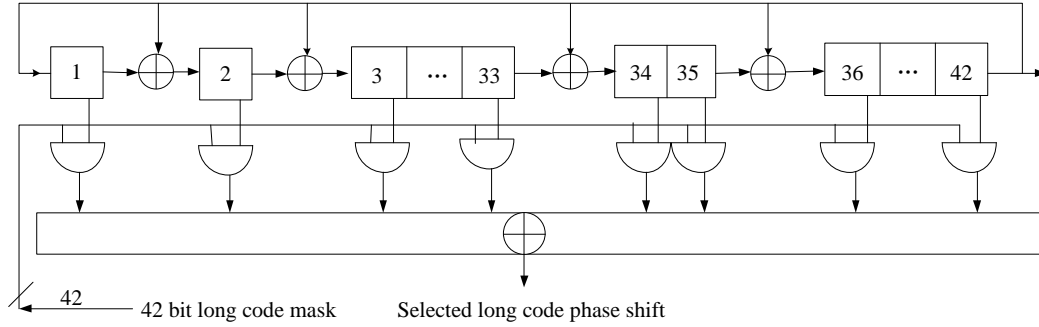 1 2 3 ... 33 34 35 36 ... 42
42
42 bit long code mask
Selected long code phase shift